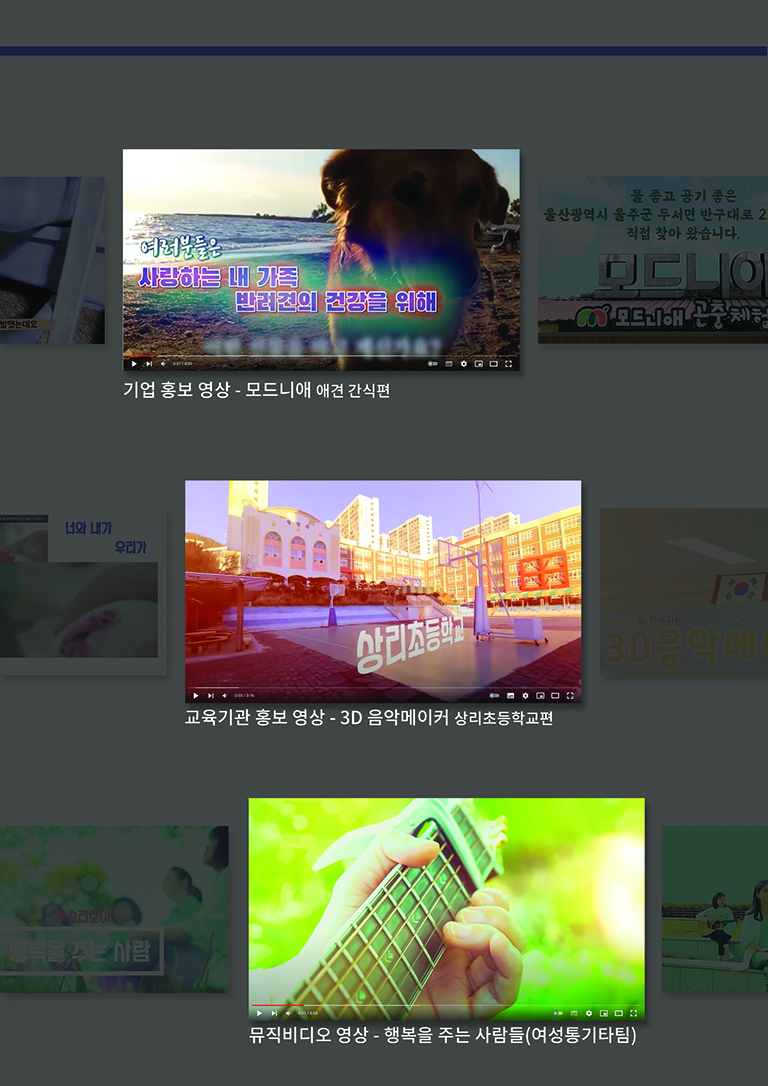 여러분들은
사랑하는 내 가족
반려견의 건강을 위해
물 좋고 공기 좋은
울산광역시 울주군 두서면 반구대로 2
직접 찾아 왔습니다.
모드니애
모드니애 곤충체험
기업 홍보 영상 - 모드니애 애견 간식편
너와 내가
우리가
상리초등학교
3D음악메이
교육기관 홍보 영상 - 3D 음악메이커 상리초등학교편
행복을 주는 사람
뮤직비디오 영상 - 행복을 주는 사람들(여성통기타팀)